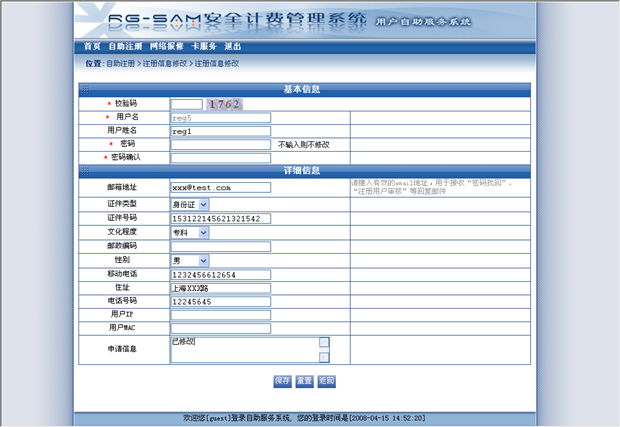 RG-SAM安全计费管理系统 用户自助服务系统
首页 自助注册 网络报修 卡服务 退出
位置:自助注册>注册信息修改>注册信息修改
基本信息
* 校验码 1762
* 用户名 reg5
用户姓名 reg1
* 密码 不输入则不修改
* 密码确认
详细信息
邮箱地址 xxx@test.com 请键入有效的email地址,用于接收“密码找回”、
“注册用户审核”等回复邮件
证件类型 身份证
证件号码 153122145621321542
文化程度 专科
邮政编码
性别 男
移动电话 1232456612654
住址 上海XXX路
电话号码 12245645
用户IP
用户MAC
申请信息 已修改
保存 重置 返回
欢迎您[guest]登录自助服务系统, 您的登录时间是[2008-04-15 14:52:20]